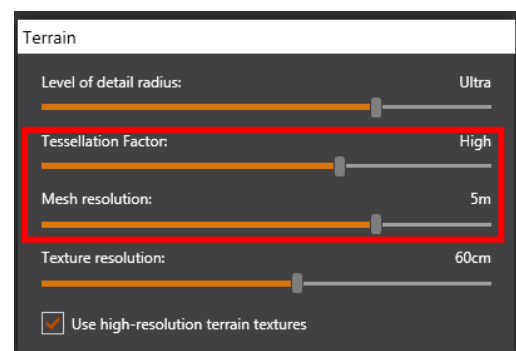 Terrain
Level of detail radius: Ultra
Tessellation Factor: High
Mesh resolution: 5m
Texture resolution: 60cm
Use high-resolution terrain textures